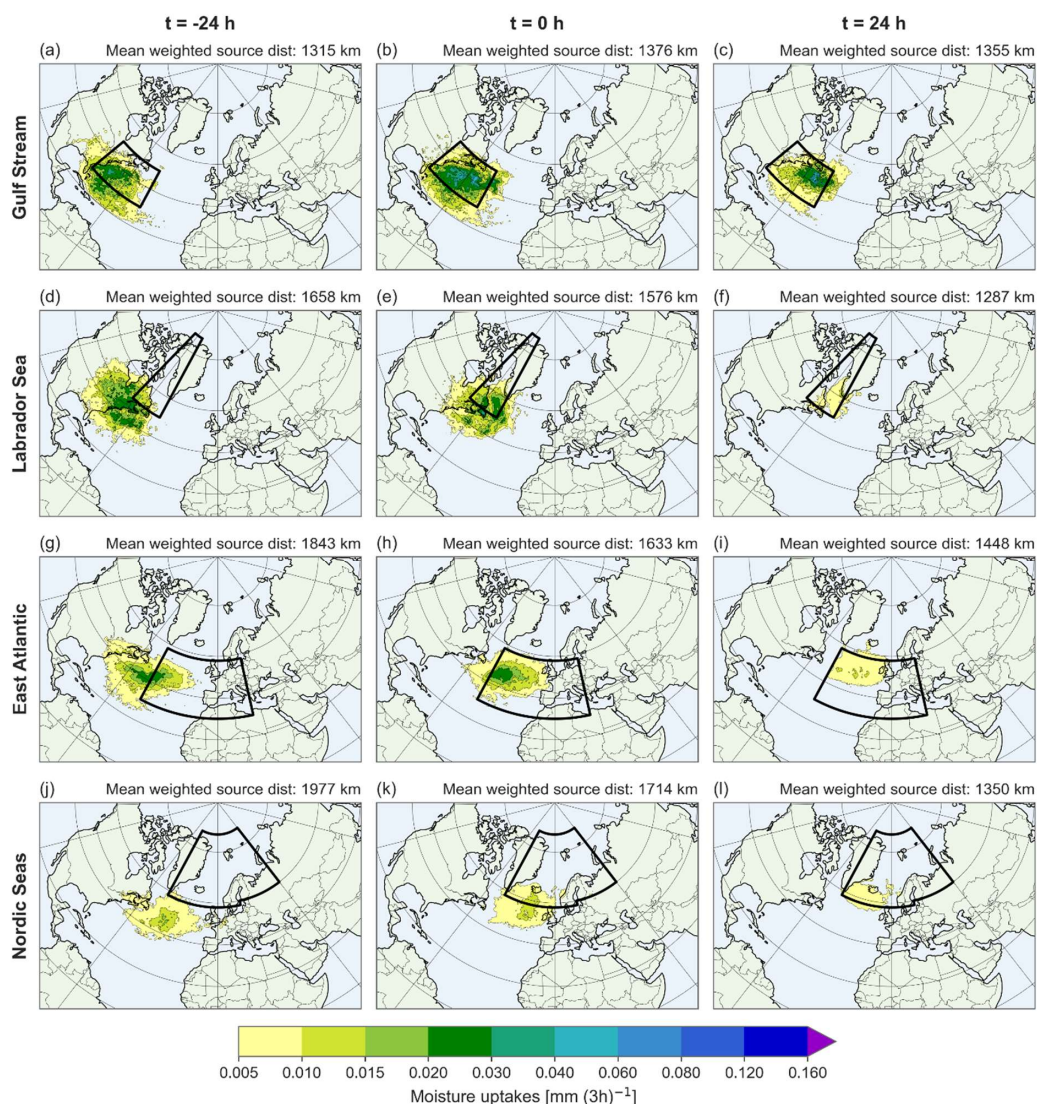 t = -24 h t = 0 h t = 24 h
(a) Mean weighted source dist: 1315 km (b) Mean weighted source dist: 1376 km (c) Mean weighted source dist: 1355 km
Gulf Stream
(d) Mean weighted source dist: 1658 km (e) Mean weighted source dist: 1576 km (f) Mean weighted source dist: 1287 km
Labrador Sea
(g) Mean weighted source dist: 1843 km (h) Mean weighted source dist: 1633 km (i) Mean weighted source dist: 1448 km
East Atlantic
(j) Mean weighted source dist: 1977 km (k) Mean weighted source dist: 1714 km (l) Mean weighted source dist: 1350 km
Nordic Seas
0.005 0.010 0.015 0.020 0.030 0.040 0.060 0.080 0.120 0.160
Moisture uptakes [mm (3h)⁻¹]